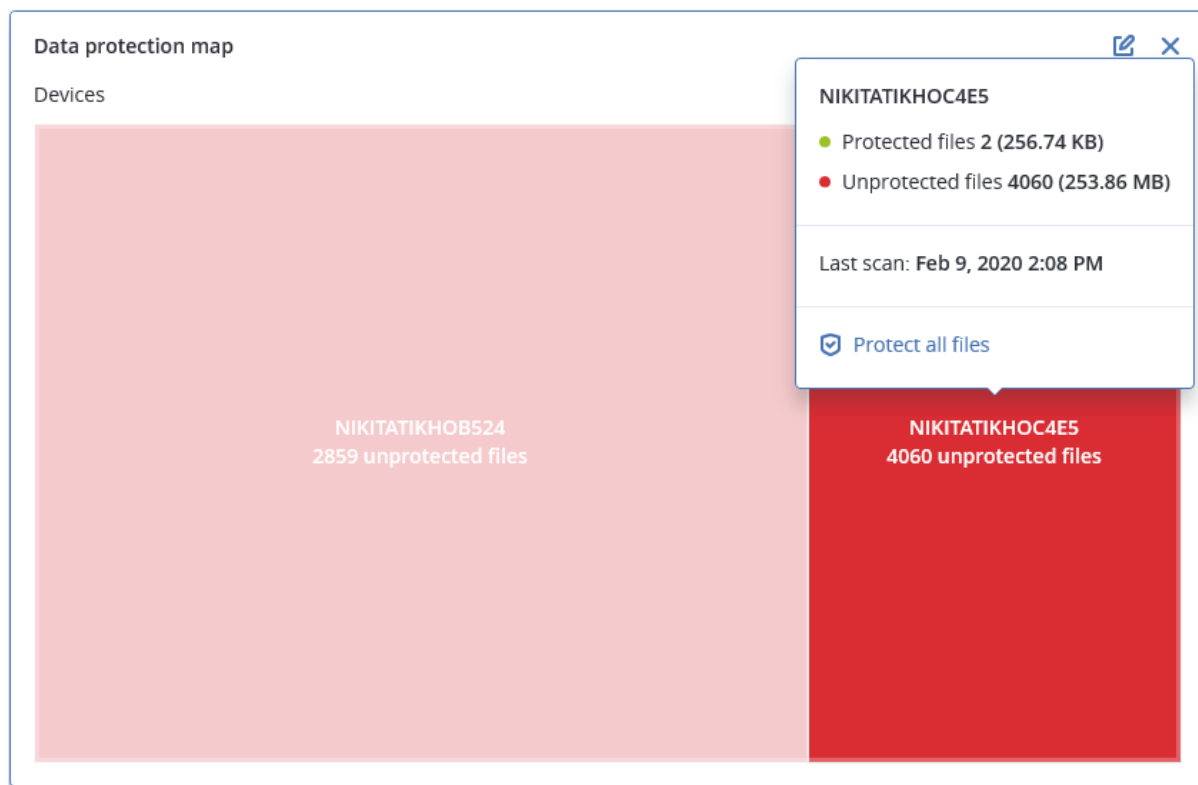 Data protection map
Devices
NIKITATIKHOC4E5
Protected files 2 (256.74 KB)
Unprotected files 4060 (253.86 MB)
Last scan: Feb 9, 2020 2:08 PM
Protect all files
NIKITATIKHOB524
2859 unprotected files
NIKITATIKHOC4E5
4060 unprotected files